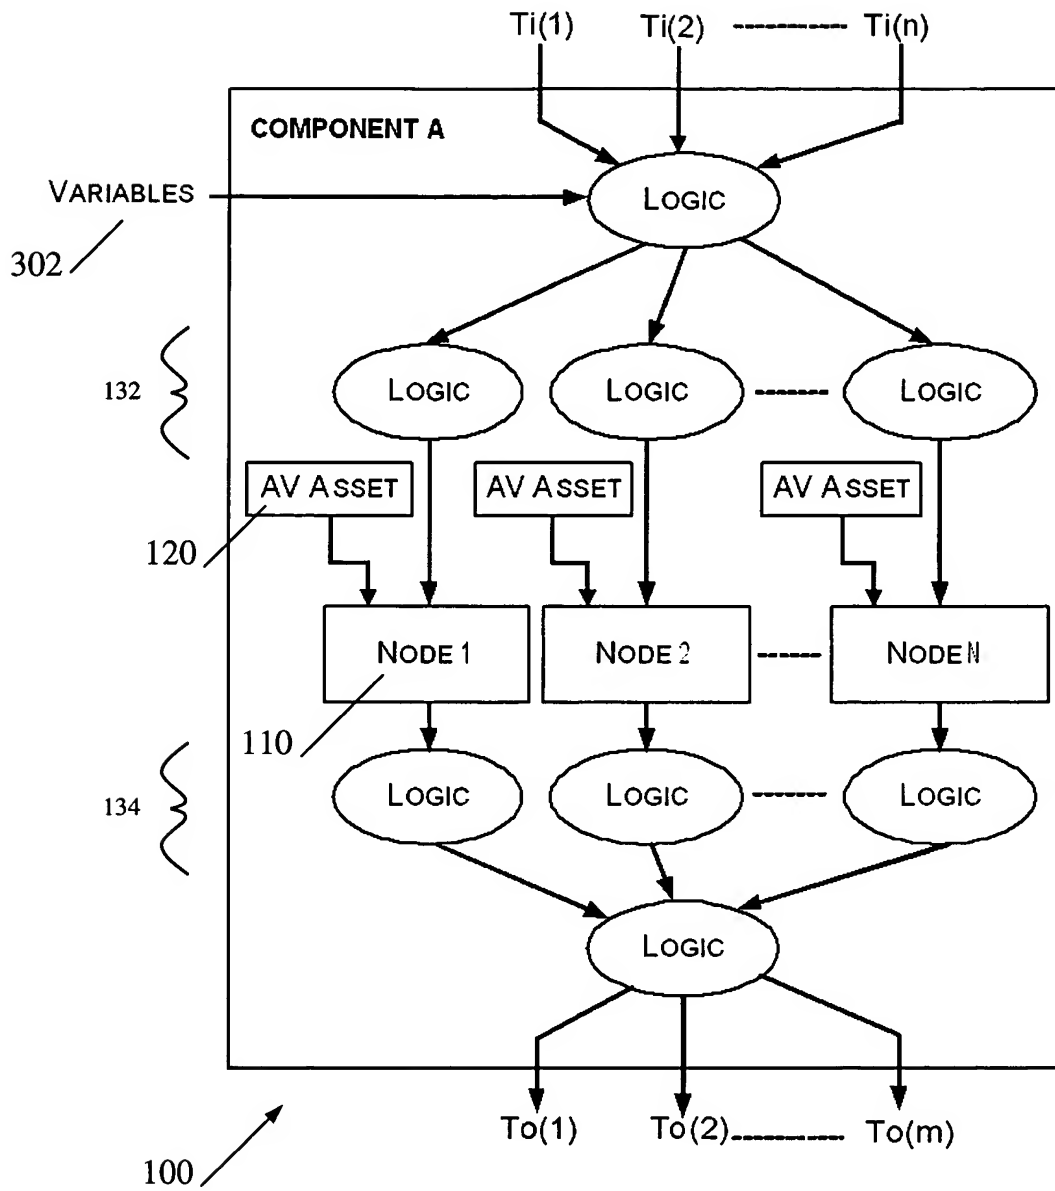 Ti(1) Ti(2) Ti(n)
COMPONENT A
VARIABLES
LOGIC
302
132
LOGIC LOGIC LOGIC
AV ASSET AV ASSET AV ASSET
120
NODE 1 NODE 2 NODE N
110
134
LOGIC LOGIC LOGIC
LOGIC
To(1) To(2) To(m)
100